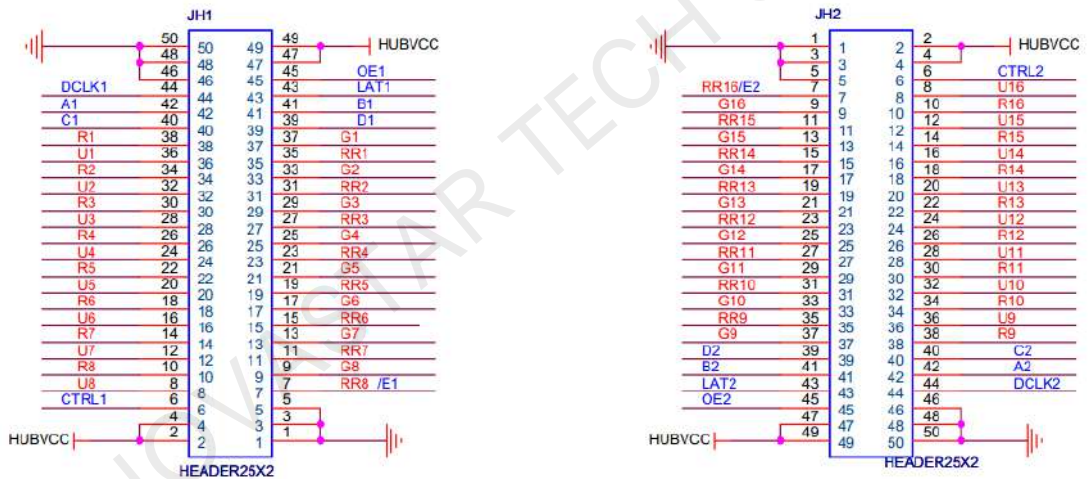 JH1
50 50 49 49 HUBVCC
48 48 47 47
46 46 45 45 OE1
DCLK1 44 44 43 43 LAT1
A1 42 42 41 41 B1
C1 40 40 39 39 D1
R1 38 38 37 37 G1
U1 36 36 35 35 RR1
R2 34 34 33 33 G2
U2 32 32 31 31 RR2
R3 30 30 29 29 G3
U3 28 28 27 27 RR3
R4 26 26 25 25 G4
U4 24 24 23 23 RR4
R5 22 22 21 21 G5
U5 20 20 19 19 RR5
R6 18 18 17 17 G6
U6 16 16 15 15 RR6
R7 14 14 13 13 G7
U7 12 12 11 11 RR7
R8 10 10 9 9 G8
U8 8 8 7 7 RR8 /E1
CTRL1 6 6 5 5
4 4 3 3
HUBVCC 2 2 1 1
HEADER25X2
JH2
1 1 2 2 HUBVCC
3 3 4 4
5 5 6 6 CTRL2
RR16/E2 7 7 8 8 U16
G16 9 9 10 10 R16
RR15 11 11 12 12 U15
G15 13 13 14 14 R15
RR14 15 15 16 16 U14
G14 17 17 18 18 R14
RR13 19 19 20 20 U13
G13 21 21 22 22 R13
RR12 23 23 24 24 U12
G12 25 25 26 26 R12
RR11 27 27 28 28 U11
G11 29 29 30 30 R11
RR10 31 31 32 32 U10
G10 33 33 34 34 R10
RR9 35 35 36 36 U9
G9 37 37 38 38 R9
D2 39 39 40 40 C2
B2 41 41 42 42 A2
LAT2 43 43 44 44 DCLK2
OE2 45 45 46 46
47 47 48 48
HUBVCC 49 49 50 50
HEADER25X2
NOVASTAR TECH